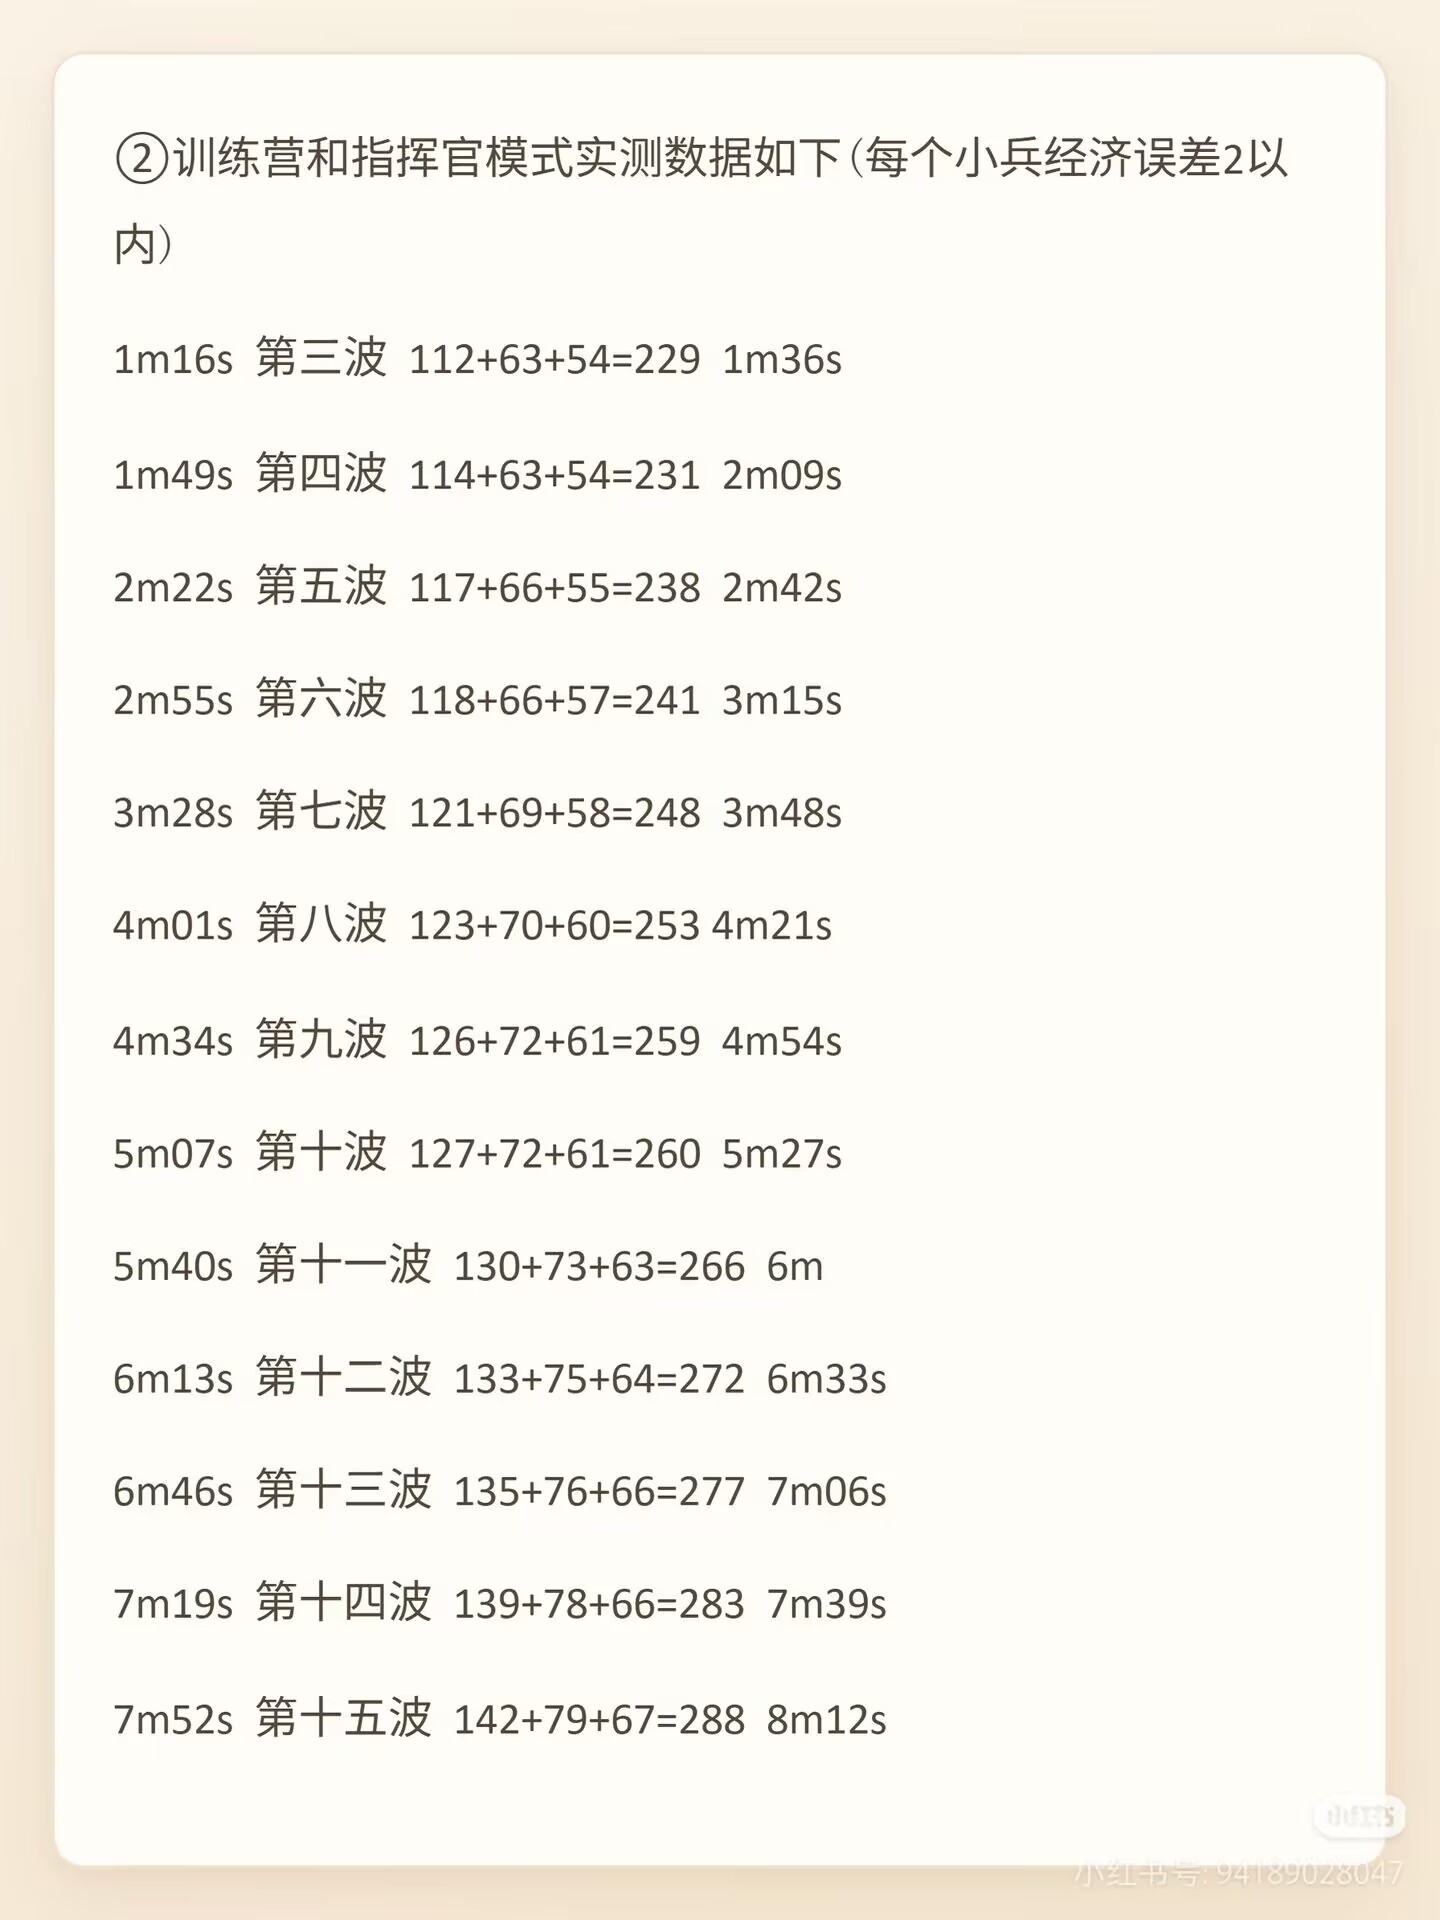 ②训练营和指挥官模式实测数据如下(每个小兵经济误差2以
内)
1m16s 第三波 112+63+54=229 1m36s
1m49s 第四波 114+63+54=231 2m09s
2m22s 第五波 117+66+55=238 2m42s
2m55s 第六波 118+66+57=241 3m15s
3m28s 第七波 121+69+58=248 3m48s
4m01s 第八波 123+70+60=253 4m21s
4m34s 第九波 126+72+61=259 4m54s
5m07s 第十波 127+72+61=260 5m27s
5m40s 第十一波 130+73+63=266 6m
6m13s 第十二波 133+75+64=272 6m33s
6m46s 第十三波 135+76+66=277 7m06s
7m19s 第十四波 139+78+66=283 7m39s
7m52s 第十五波 142+79+67=288 8m12s
小红书号: 94189028047